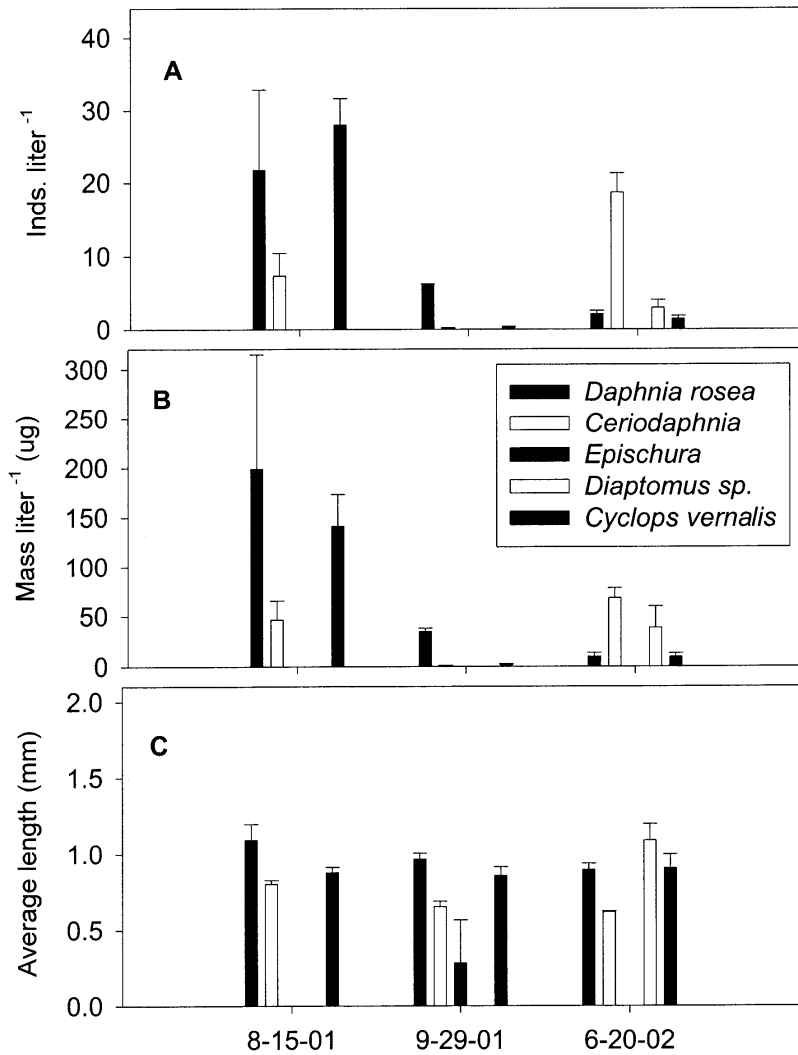 40
30
20
10
0
Inds. liter -1
A
300
250
200
150
100
50
0
Mass liter -1 (ug)
B
Daphnia rosea
Ceriodaphnia
Epischura
Diaptomus sp.
Cyclops vernalis
2.0
1.5
1.0
0.5
0.0
Average length (mm)
C
8-15-01
9-29-01
6-20-02